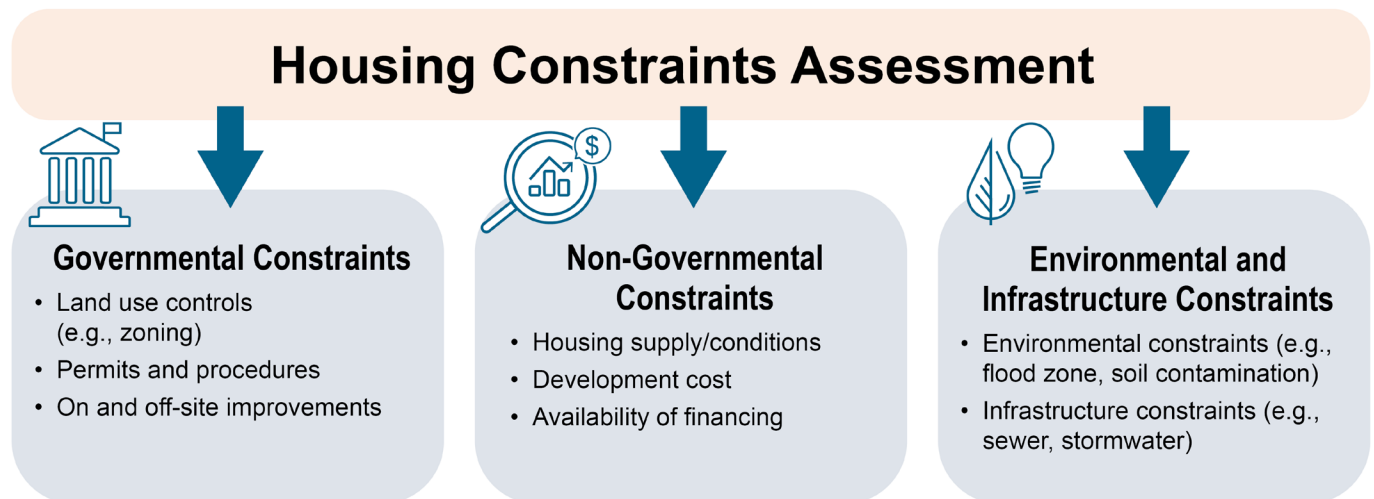 Housing Constraints Assessment
$
Governmental Constraints
• Land use controls
(e.g., zoning)
• Permits and procedures
• On and off-site improvements
Non-Governmental
Constraints
• Housing supply/conditions
• Development cost
• Availability of financing
Environmental and
Infrastructure Constraints
• Environmental constraints (e.g.,
flood zone, soil contamination)
• Infrastructure constraints (e.g.,
sewer, stormwater)